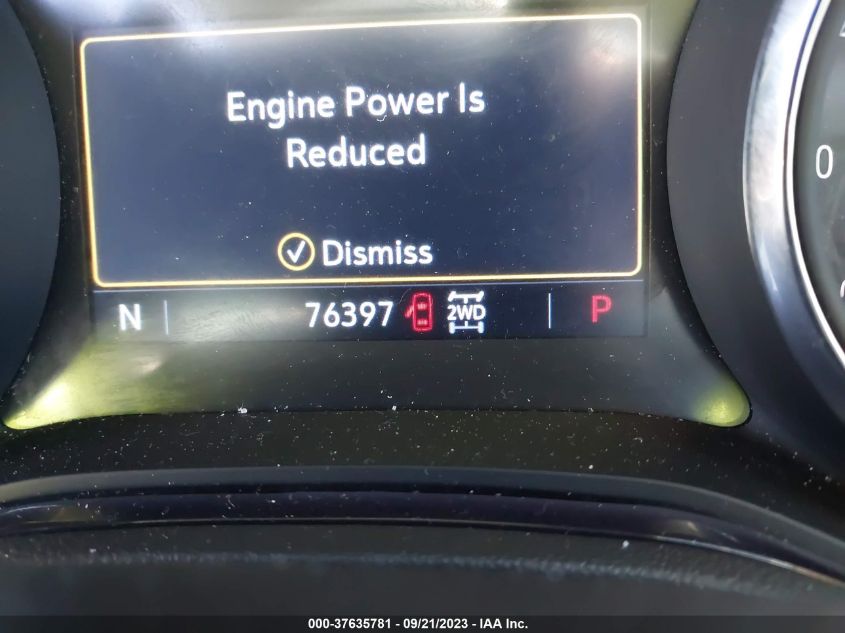 Engine Power Is
Reduced
Dismiss
N 76397 2WD P
0
000-37635781 - 09/21/2023 - IAA Inc.